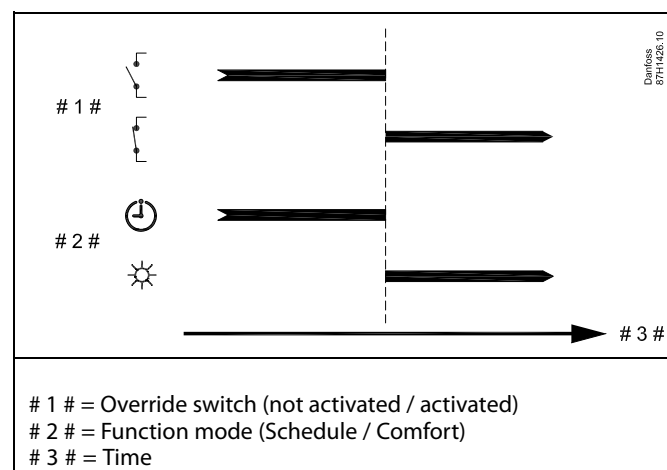 Danfoss
87H1426.10
# 1 #
# 2 #
# 3 #
# 1 # = Override switch (not activated / activated)
# 2 # = Function mode (Schedule / Comfort)
# 3 # = Time